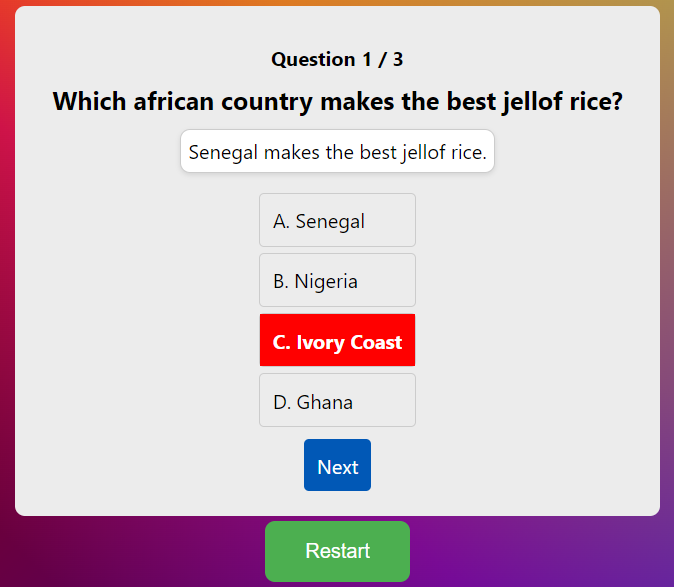 Question 1 / 3
Which african country makes the best jellof rice?
Senegal makes the best jellof rice.
A. Senegal
B. Nigeria
C. Ivory Coast
D. Ghana
Next
Restart